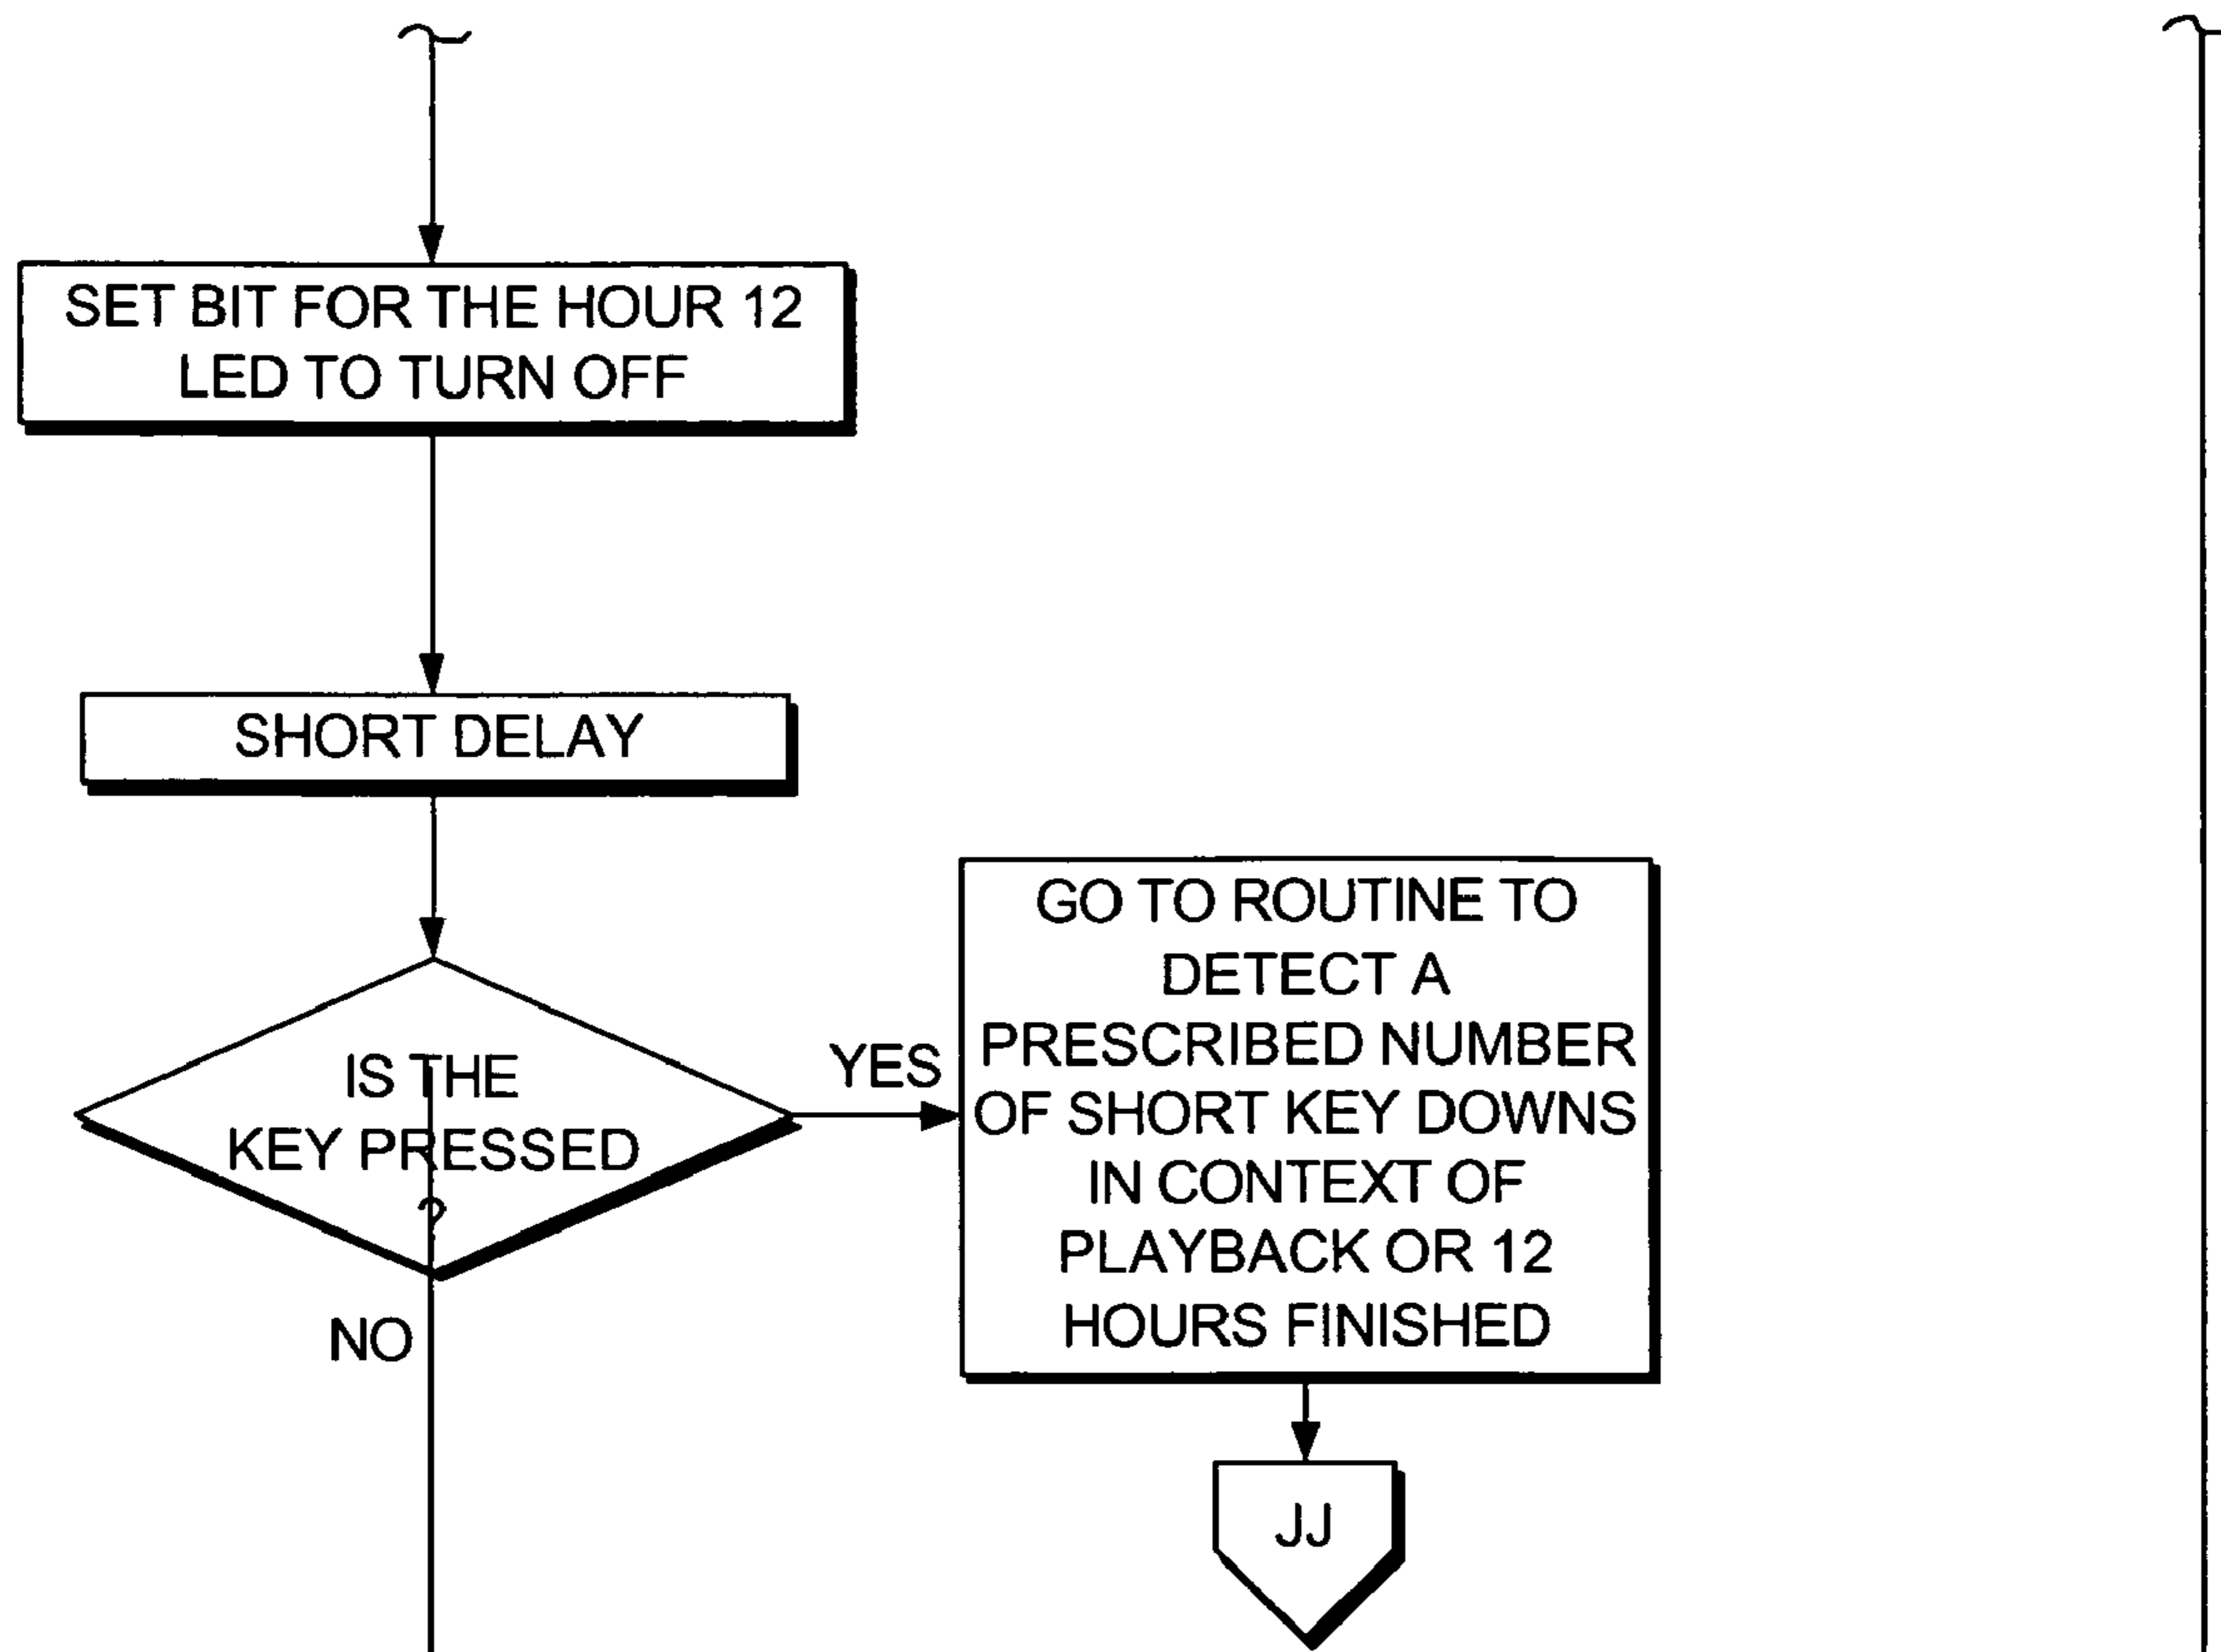 SET BIT FOR THE HOUR 12
LED TO TURN OFF
SHORT DELAY
IS THE
KEY PRESSED
?
YES
NO
GO TO ROUTINE TO
DETECT A
PRESCRIBED NUMBER
OF SHORT KEY DOWNS
IN CONTEXT OF
PLAYBACK OR 12
HOURS FINISHED
JJ